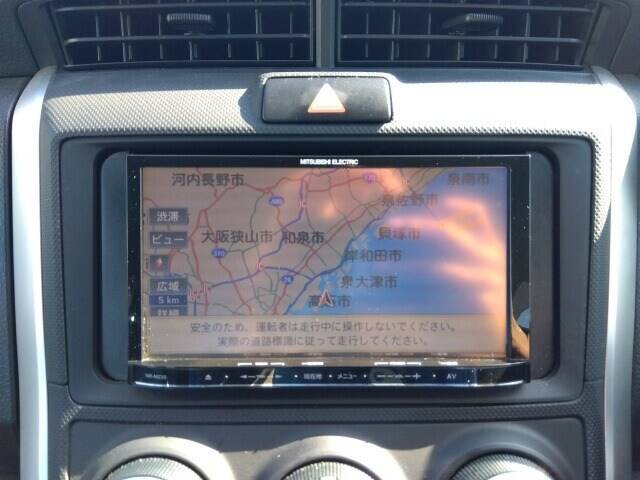 MITSUBISHI ELECTRIC
河内長野市
泉南市
泉佐野市
渋滞
ビュー
大阪狭山市
和泉市
貝塚市
岸和田市
広域
泉大津市
5 km
高石市
詳細
安全のため、運転者は走行中に操作しないでください。
実際の道路標識に従って走行してください。
現在地
メニュー
AV